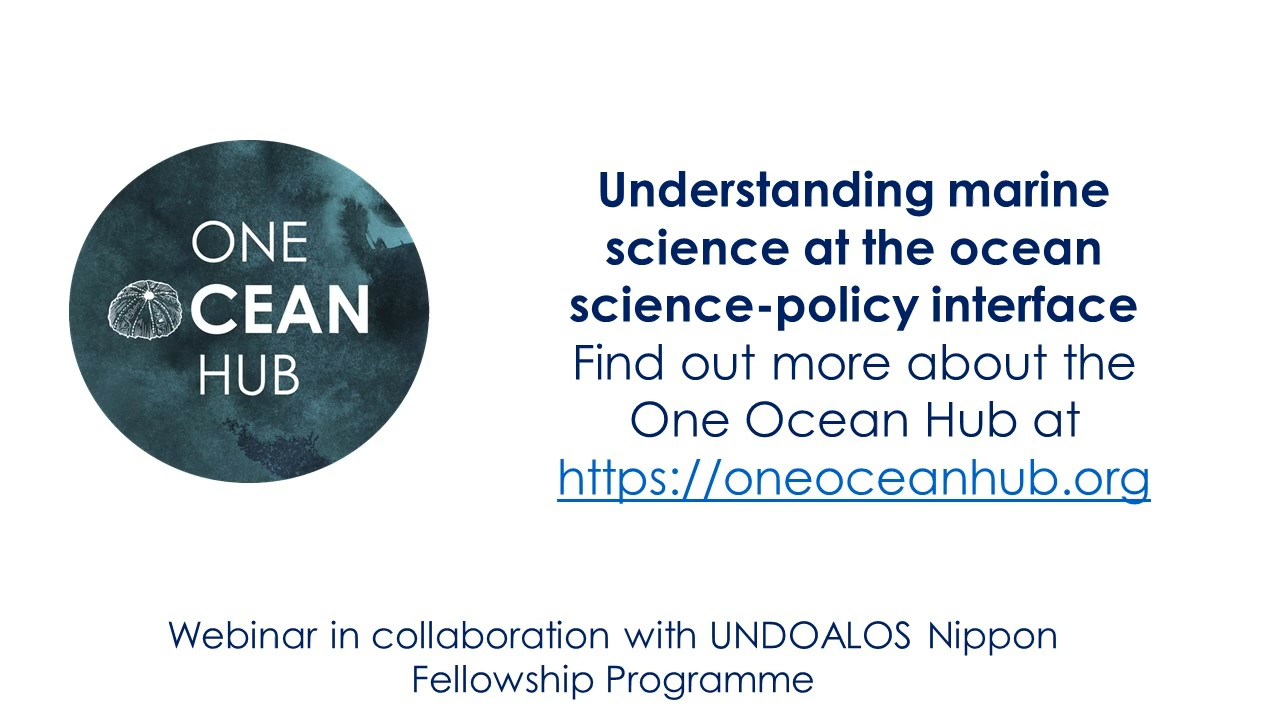 ONE
CEAN
HUB
Understanding marine
science at the ocean
science-policy interface
Find out more about the
One Ocean Hub at
https://oneoceanhub.org
Webinar in collaboration with UNDOALOS Nippon
Fellowship Programme